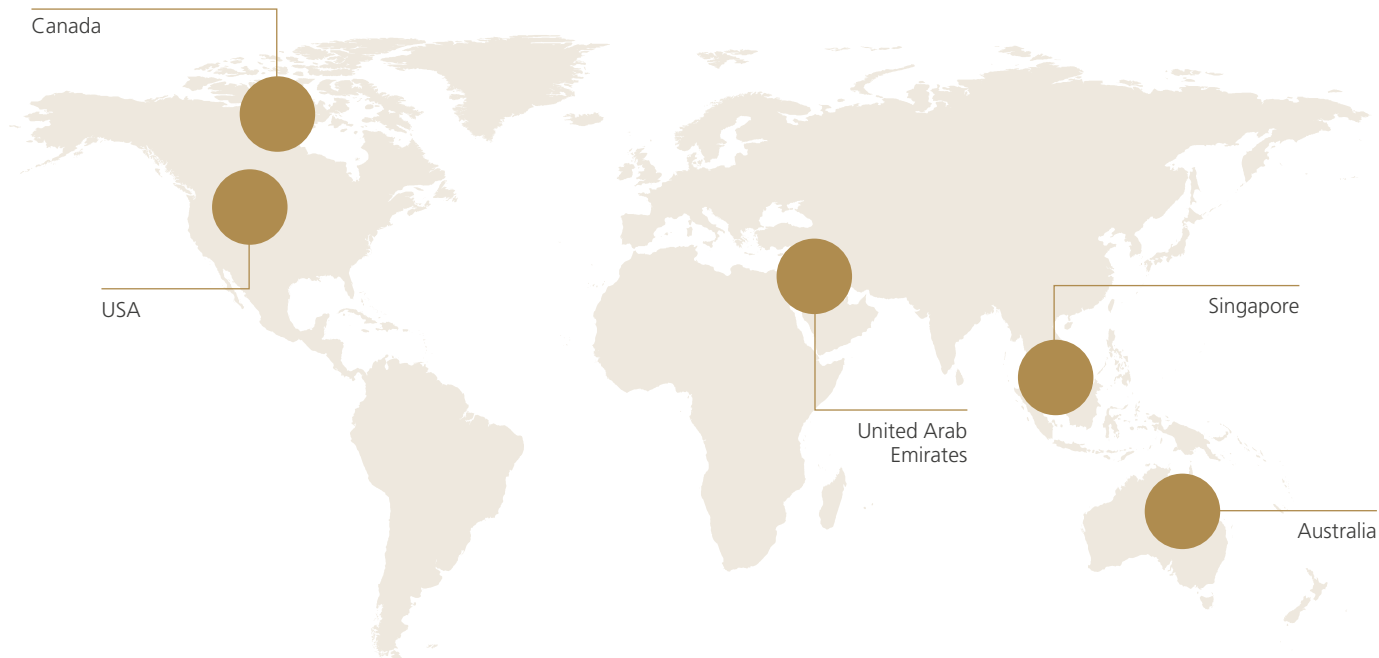 Canada
USA
Singapore
United Arab
Emirates
Australia